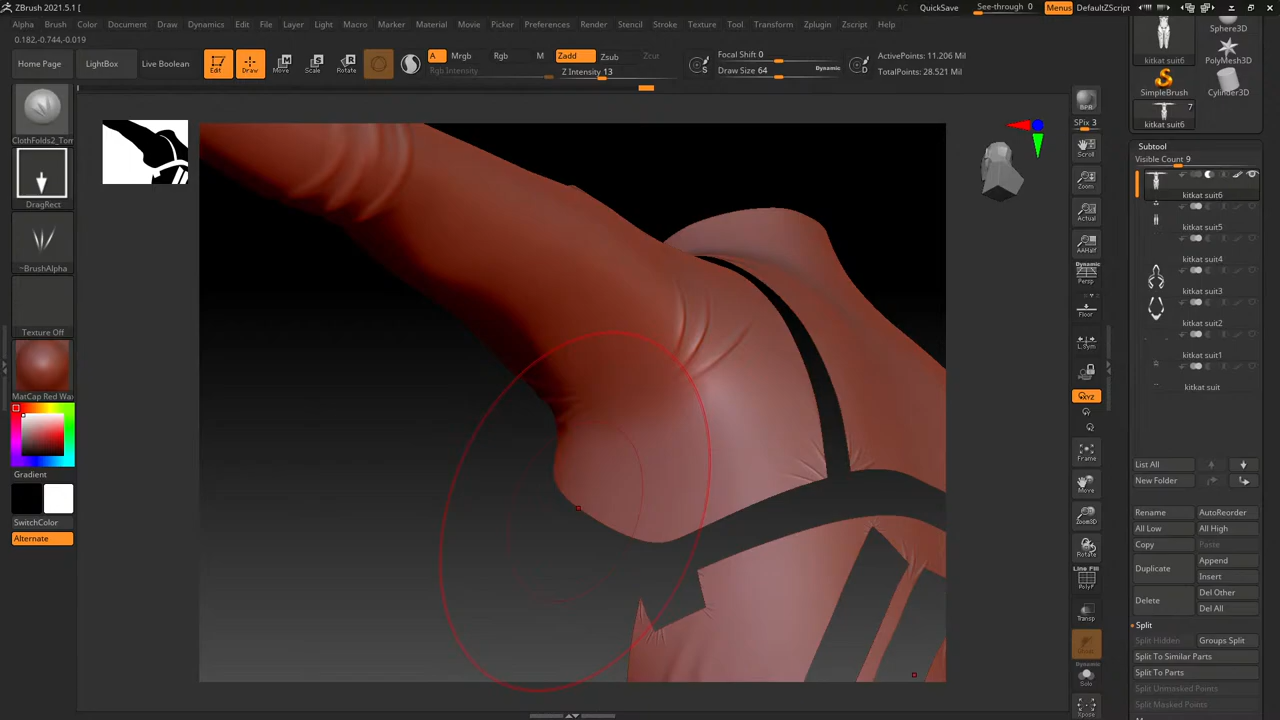 ZBrush 2021.5.1 [
AC QuickSave See-through 0 Menus DefaultZScript
Alpha Brush Color Document Draw Dynamics Edit File Layer Light Macro Marker Material Movie Picker Preferences Render Stencil Stroke Texture Tool Transform Zplugin Zscript Help
0.182,-0.744,-0.019
Home Page LightBox Live Boolean Edit Draw Move Scale Rotate
A Mrgb Rgb M Zadd Zsub Zcut
Rgb Intensity Z Intensity 13
Focal Shift 0
Draw Size 64 Dynamic
S D
ActivePoints: 11.206 Mil
TotalPoints: 28.521 Mil
ClothFolds2_Tom
DragRect
~BrushAlpha
Texture Off
MatCap Red Wax
Gradient
SwitchColor
Alternate
BPR
SPix 3
Scroll
Zoom
Actual
AAHalf
Dynamic
Persp
Floor
L.Sym
XYZ
Frame
Move
Zoom3D
Rotate
Line Fill
PolyF
Transp
Dynamic
Solo
Xpose
Sphere3D
kitkat suit6 PolyMesh3D
SimpleBrush Cylinder3D
7
kitkat suit6
Subtool
Visible Count 9
kitkat suit6
kitkat suit5
kitkat suit4
kitkat suit3
kitkat suit2
kitkat suit1
kitkat suit
List All
New Folder
Rename AutoReorder
All Low All High
Copy Paste
Duplicate Append
Insert
Delete Del Other
Del All
Split
Split Hidden Groups Split
Split To Similar Parts
Split To Parts
Split Unmasked Points
Split Masked Points